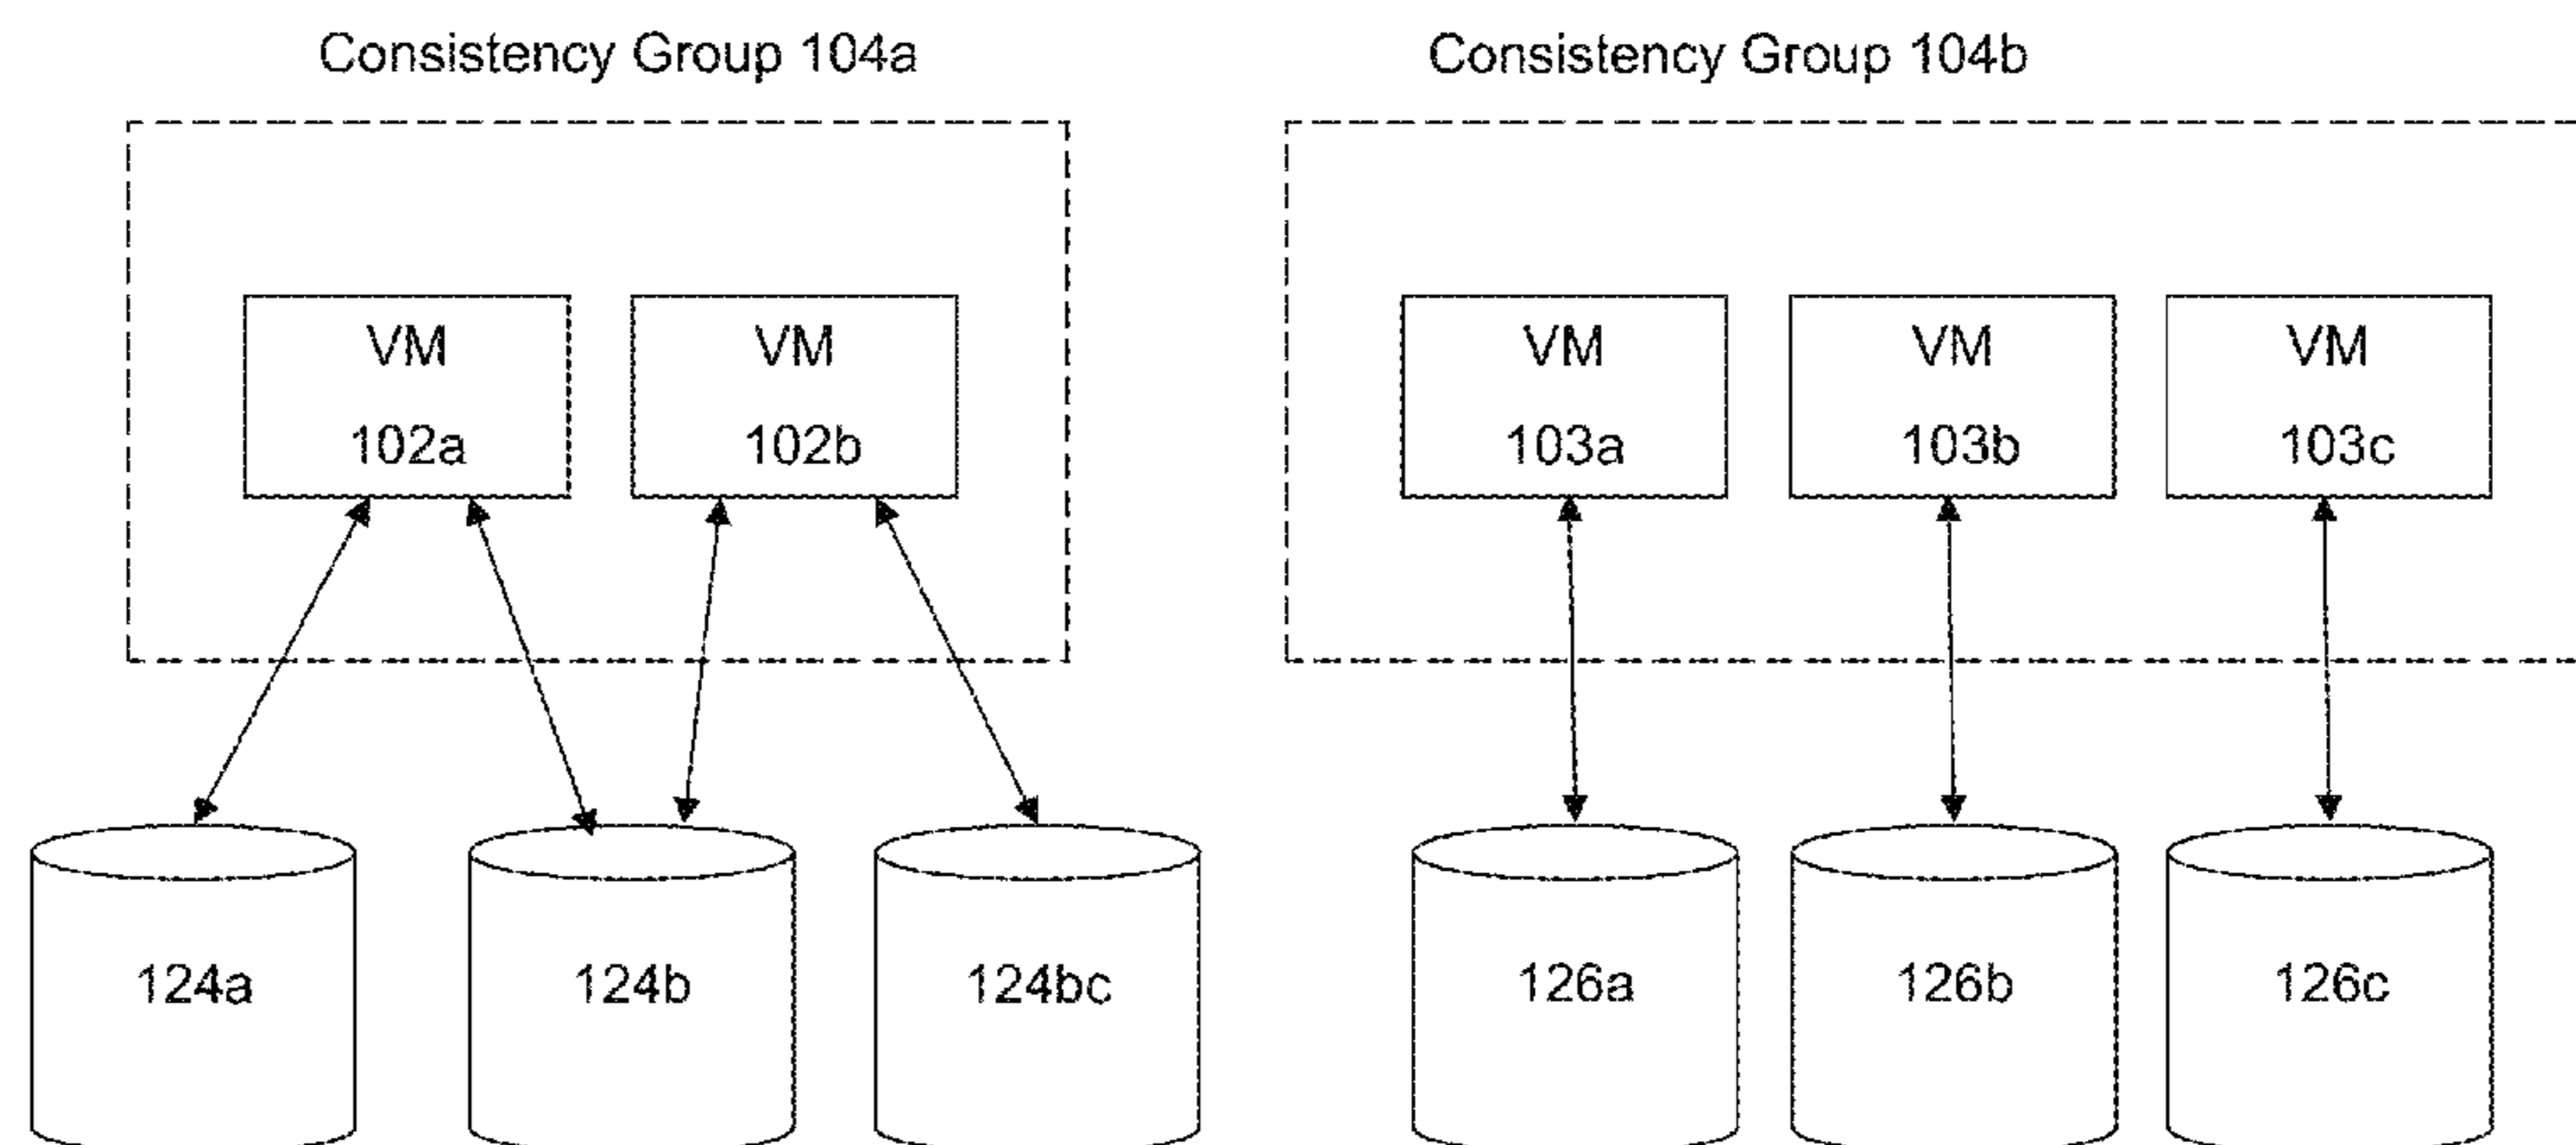 Consistency Group 104a
Consistency Group 104b
VM
102a
VM
102b
VM
103a
VM
103b
VM
103c
124a
124b
124bc
126a
126b
126c